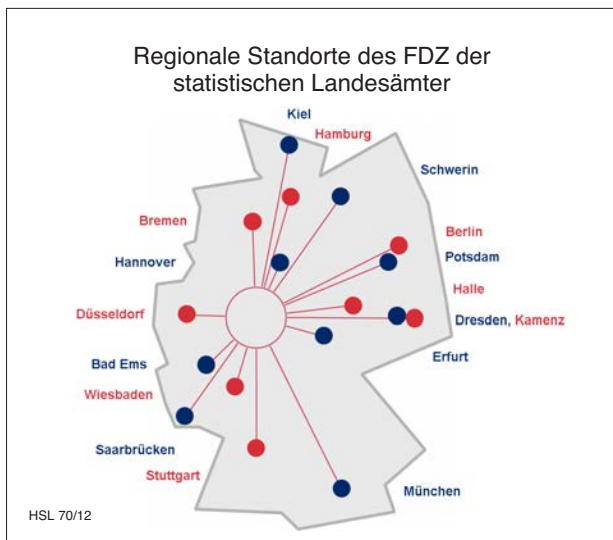 Regionale Standorte des FDZ der
statistischen Landesämter
Kiel
Hamburg
Schwerin
Bremen
Berlin
Hannover
Potsdam
Halle
Düsseldorf
Dresden, Kamenz
Bad Ems
Erfurt
Wiesbaden
Saarbrücken
Stuttgart
München
HSL 70/12